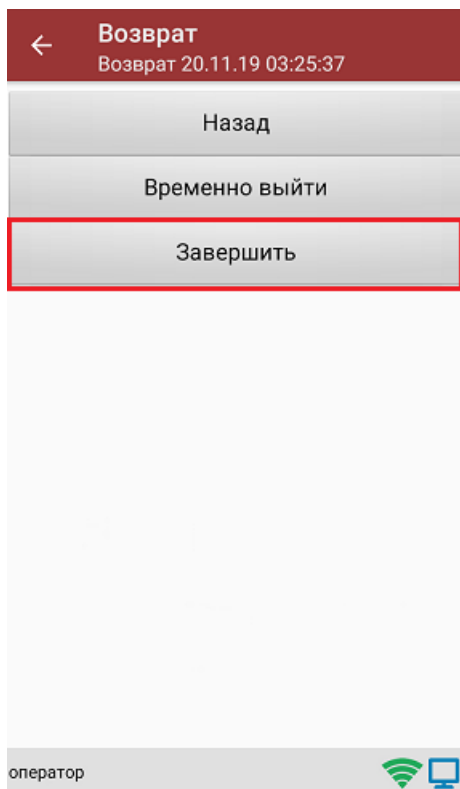 Возврат
Возврат 20.11.19 03:25:37
Назад
Временно выйти
Завершить
оператор